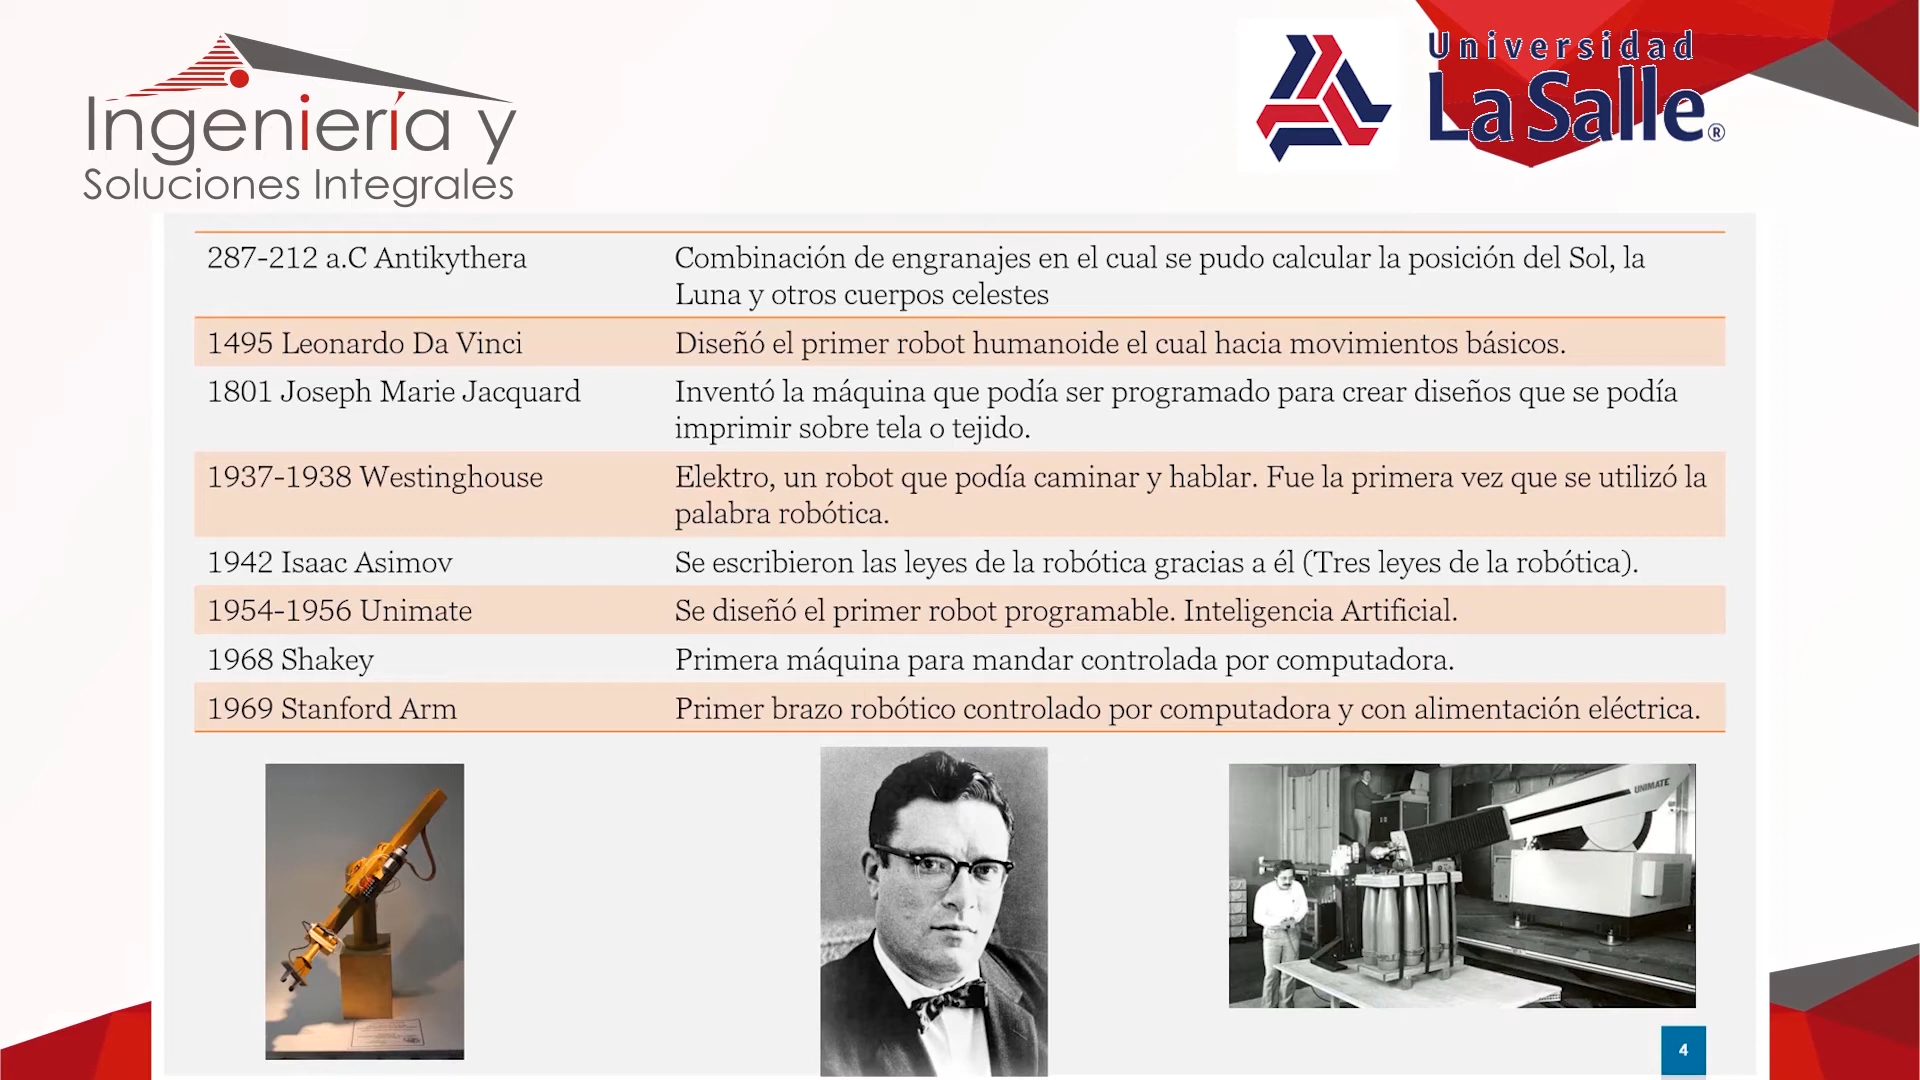 Ingeniería y
Soluciones Integrales
Universidad
La Salle®
287-212 a.C Antikythera
Combinación de engranajes en el cual se pudo calcular la posición del Sol, la
Luna y otros cuerpos celestes
1495 Leonardo Da Vinci
Diseñó el primer robot humanoide el cual hacia movimientos básicos.
1801 Joseph Marie Jacquard
Inventó la máquina que podía ser programado para crear diseños que se podía
imprimir sobre tela o tejido.
1937-1938 Westinghouse
Elektro, un robot que podía caminar y hablar. Fue la primera vez que se utilizó la
palabra robótica.
1942 Isaac Asimov
Se escribieron las leyes de la robótica gracias a él (Tres leyes de la robótica).
1954-1956 Unimate
Se diseñó el primer robot programable. Inteligencia Artificial.
1968 Shakey
Primera máquina para mandar controlada por computadora.
1969 Stanford Arm
Primer brazo robótico controlado por computadora y con alimentación eléctrica.
UNIMATE
4